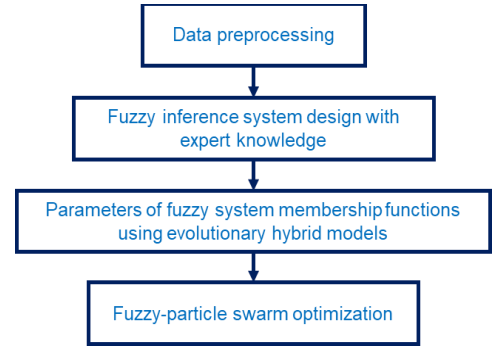 Data preprocessing
Fuzzy inference system design with
expert knowledge
Parameters of fuzzy system membership functions
using evolutionary hybrid models
Fuzzy-particle swarm optimization